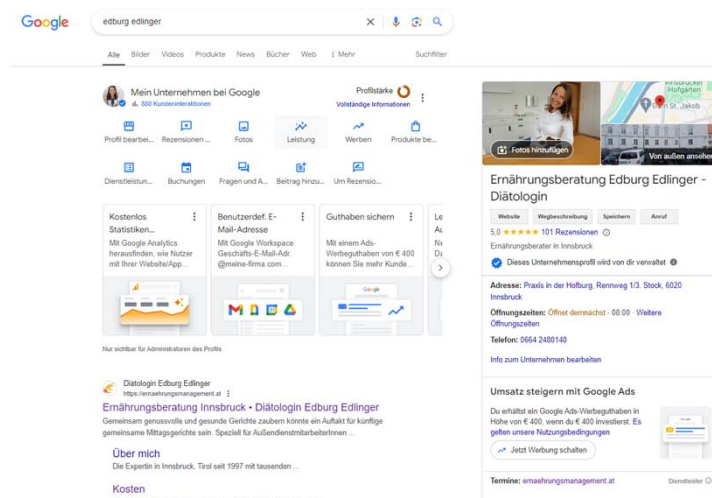 Google
edburg edlinger
Alle Bilder Videos Produkte News Bücher Web Mehr Suchfilter
Mein Unternehmen bei Google
650 Kundeninteraktionen
Profilstärke
Vollständige Informationen
Profil bearbei... Rezensionen ... Fotos Leistung Werben Produkte be...
Dienstleistun... Buchungen Fragen und A... Beitrag hinzu... Um Rezensio...
Kostenlos
Statistiken...
Mit Google Analytics
herausfinden, wie Nutzer
mit Ihrer Website/App...
Benutzerdef. E-
Mail-Adresse
Mit Google Workspace
Geschäfts-E-Mail-Adr.
@meine-firma.com...
Guthaben sichern
Mit einem Ads-
Werbeguthaben von € 400
können Sie mehr Kunde...
Google
Le
Au
Ne
Da
Nur sichtbar für Administratoren des Profils
Diätologin Edburg Edlinger
https://ernaehrungsmanagement.at
Ernährungsberatung Innsbruck • Diätologin Edburg Edlinger
Gemeinsam genussvolle und gesunde Gerichte zaubern könnte ein Auftakt für künftige
gemeinsame Mittagsgerichte sein. Speziell für AußendienstmitarbeiterInnen ...
Über mich
Die Expertin in Innsbruck, Tirol seit 1997 mit tausenden ...
Kosten
Hofgarten
Dom St. Jakob
Fotos hinzufügen
Von außen ansehen
Ernährungsberatung Edburg Edlinger -
Diätologin
Website Wegbeschreibung Speichern Anruf
5,0 ★★★★★ 101 Rezensionen
Ernährungsberater in Innsbruck
Dieses Unternehmensprofil wird von dir verwaltet
Adresse: Praxis in der Hofburg, Rennweg 1/3. Stock, 6020
Innsbruck
Öffnungszeiten: Öffnet demnächst · 08:00 · Weitere
Öffnungszeiten
Telefon: 0664 2480140
Info zum Unternehmen bearbeiten
Umsatz steigern mit Google Ads
Du erhältst ein Google Ads-Werbeguthaben in
Höhe von € 400, wenn du € 400 investierst. Es
gelten unsere Nutzungsbedingungen
Jetzt Werbung schalten
Termine: ernaehrungsmanagement.at
Dienstleister